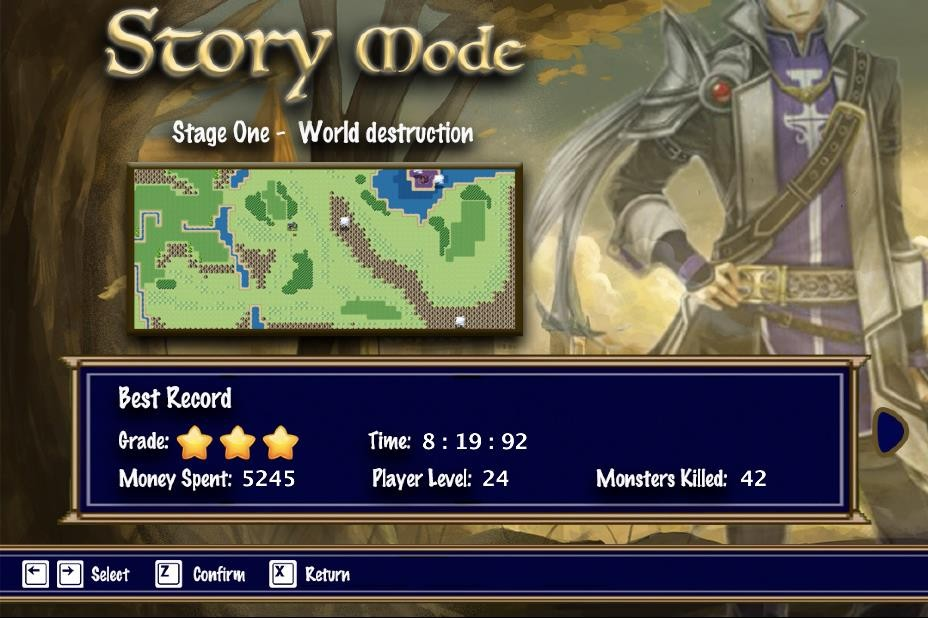 Story Mode
Stage One - World destruction
Best Record
Grade: Time: 8 : 19 : 92
Money Spent: 5245 Player Level: 24 Monsters Killed: 42
← → Select Z Confirm X Return